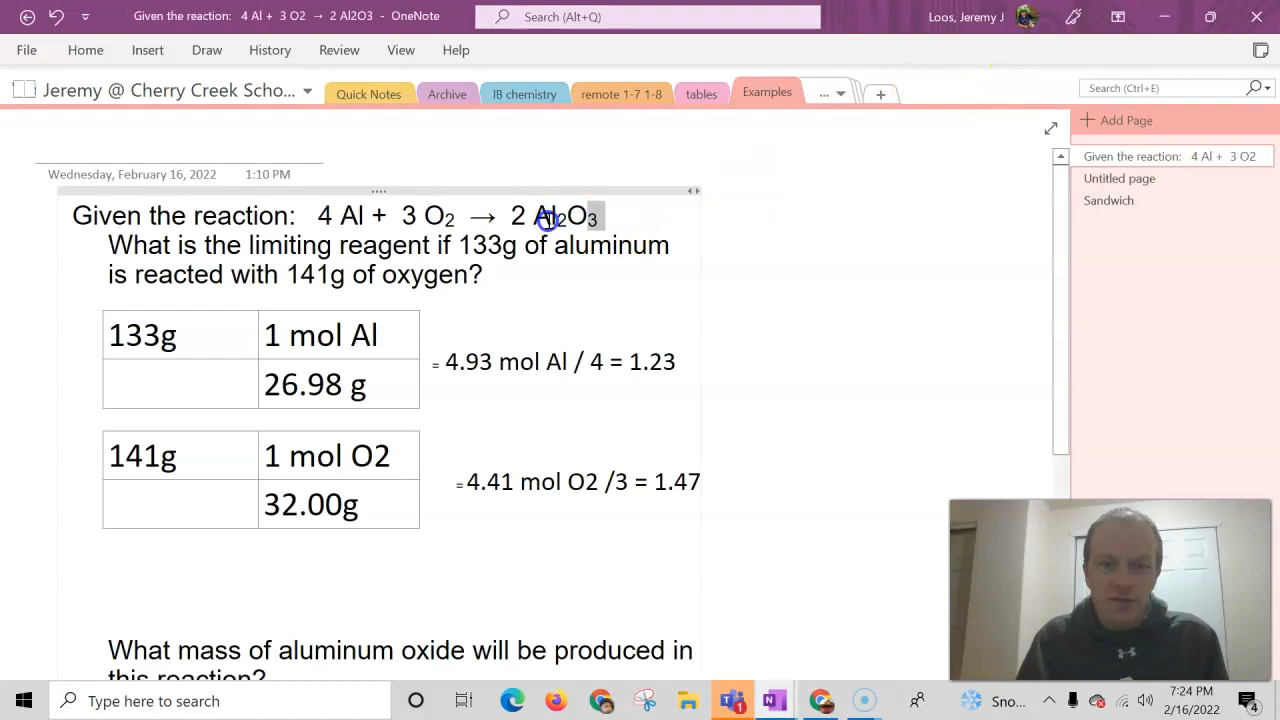 Given the reaction: 4 Al + 3 O2 → 2 Al2O3 - OneNote
Search (Alt+Q)
Loos, Jeremy J
File Home Insert Draw History Review View Help
Jeremy @ Cherry Creek Scho...
Quick Notes
Archive
IB chemistry
remote 1-7 1-8
tables
Examples
...
Search (Ctrl+E)
Add Page
Given the reaction: 4 Al + 3 O2
Untitled page
Sandwich
Wednesday, February 16, 2022 1:10 PM
Given the reaction: 4 Al + 3 O₂ → 2 Al₂O₃
What is the limiting reagent if 133g of aluminum
is reacted with 141g of oxygen?
133g 1 mol Al
26.98 g
= 4.93 mol Al / 4 = 1.23
141g 1 mol O2
32.00g
= 4.41 mol O2 /3 = 1.47
What mass of aluminum oxide will be produced in
this reaction?
Type here to search
1
Sno...
7:24 PM
2/16/2022
4